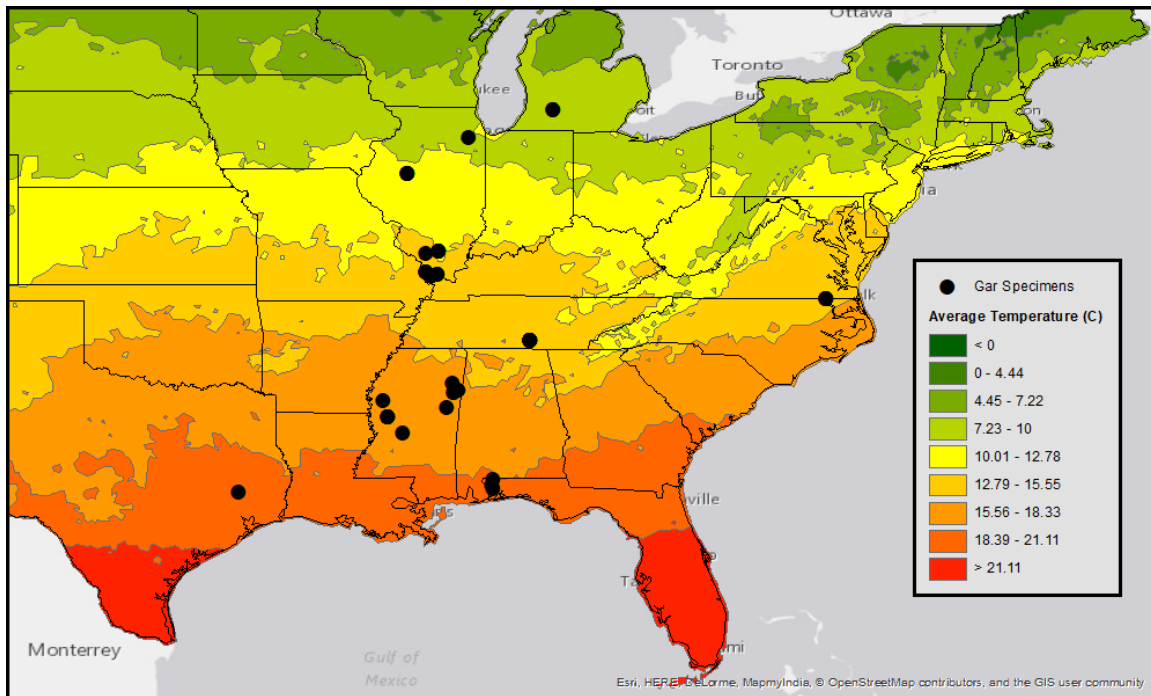 Ottawa
Toronto
Monterrey
Gulf of
Mexico
Gar Specimens
Average Temperature (C)
< 0
0 - 4.44
4.45 - 7.22
7.23 - 10
10.01 - 12.78
12.79 - 15.55
15.56 - 18.33
18.39 - 21.11
> 21.11
Esri, HERE, DeLorme, MapmyIndia, © OpenStreetMap contributors, and the GIS user community